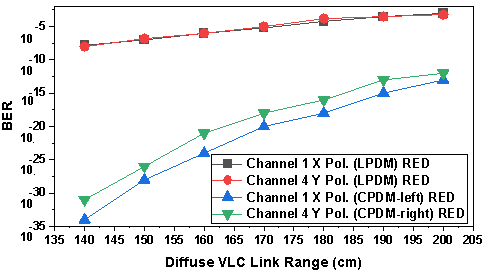 10 -5
10 -10
10 -15
10 -20
10 -25
10 -30
10 -35
BER
Channel 1 X Pol. (LPDM) RED
Channel 4 Y Pol. (LPDM) RED
Channel 1 X Pol. (CPDM-left) RED
Channel 4 Y Pol. (CPDM-right) RED
135 140 145 150 155 160 165 170 175 180 185 190 195 200 205
Diffuse VLC Link Range (cm)